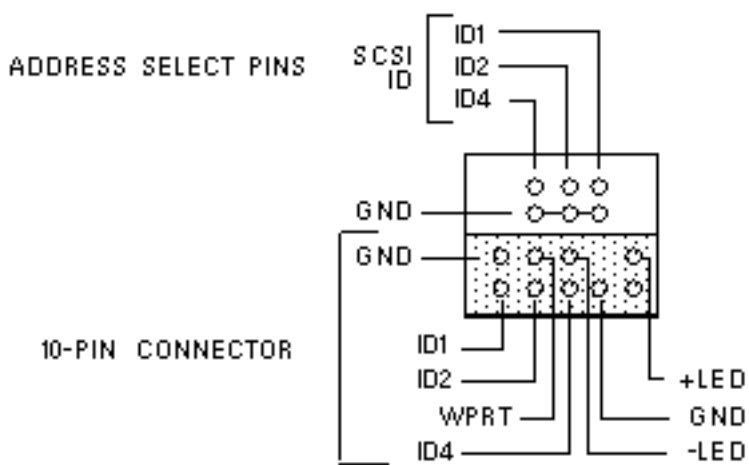 ADDRESS SELECT PINS
SCSI
ID
ID1
ID2
ID4
GND
GND
10-PIN CONNECTOR
ID1
ID2
WPRT
ID4
+LED
GND
-LED